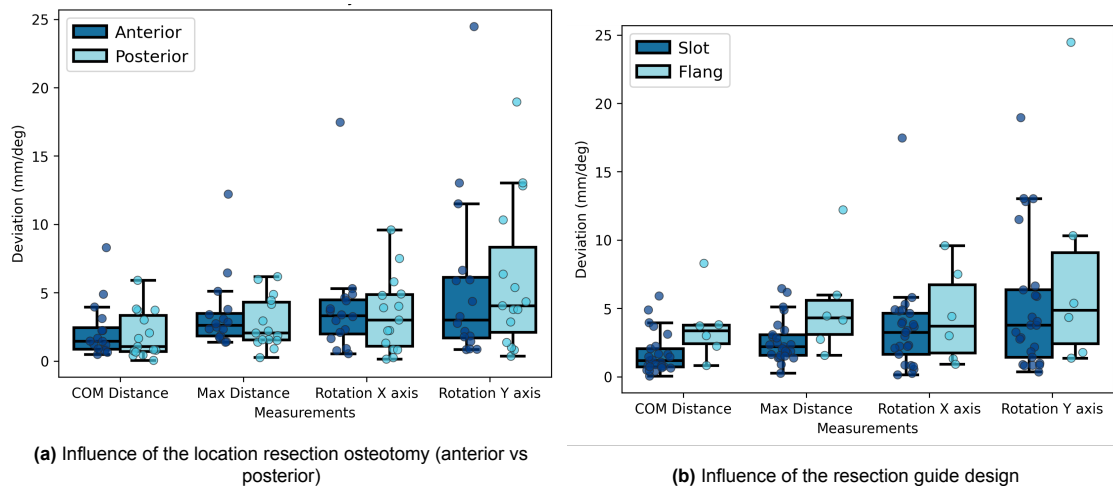 25
20
15
10
5
0
Deviation (mm/deg)
Anterior
Posterior
COM Distance
Max Distance
Rotation X axis
Rotation Y axis
Measurements
(a) Influence of the location resection osteotomy (anterior vs
posterior)
25
20
15
10
5
0
Deviation (mm/deg)
Slot
Flang
COM Distance
Max Distance
Rotation X axis
Rotation Y axis
Measurements
(b) Influence of the resection guide design